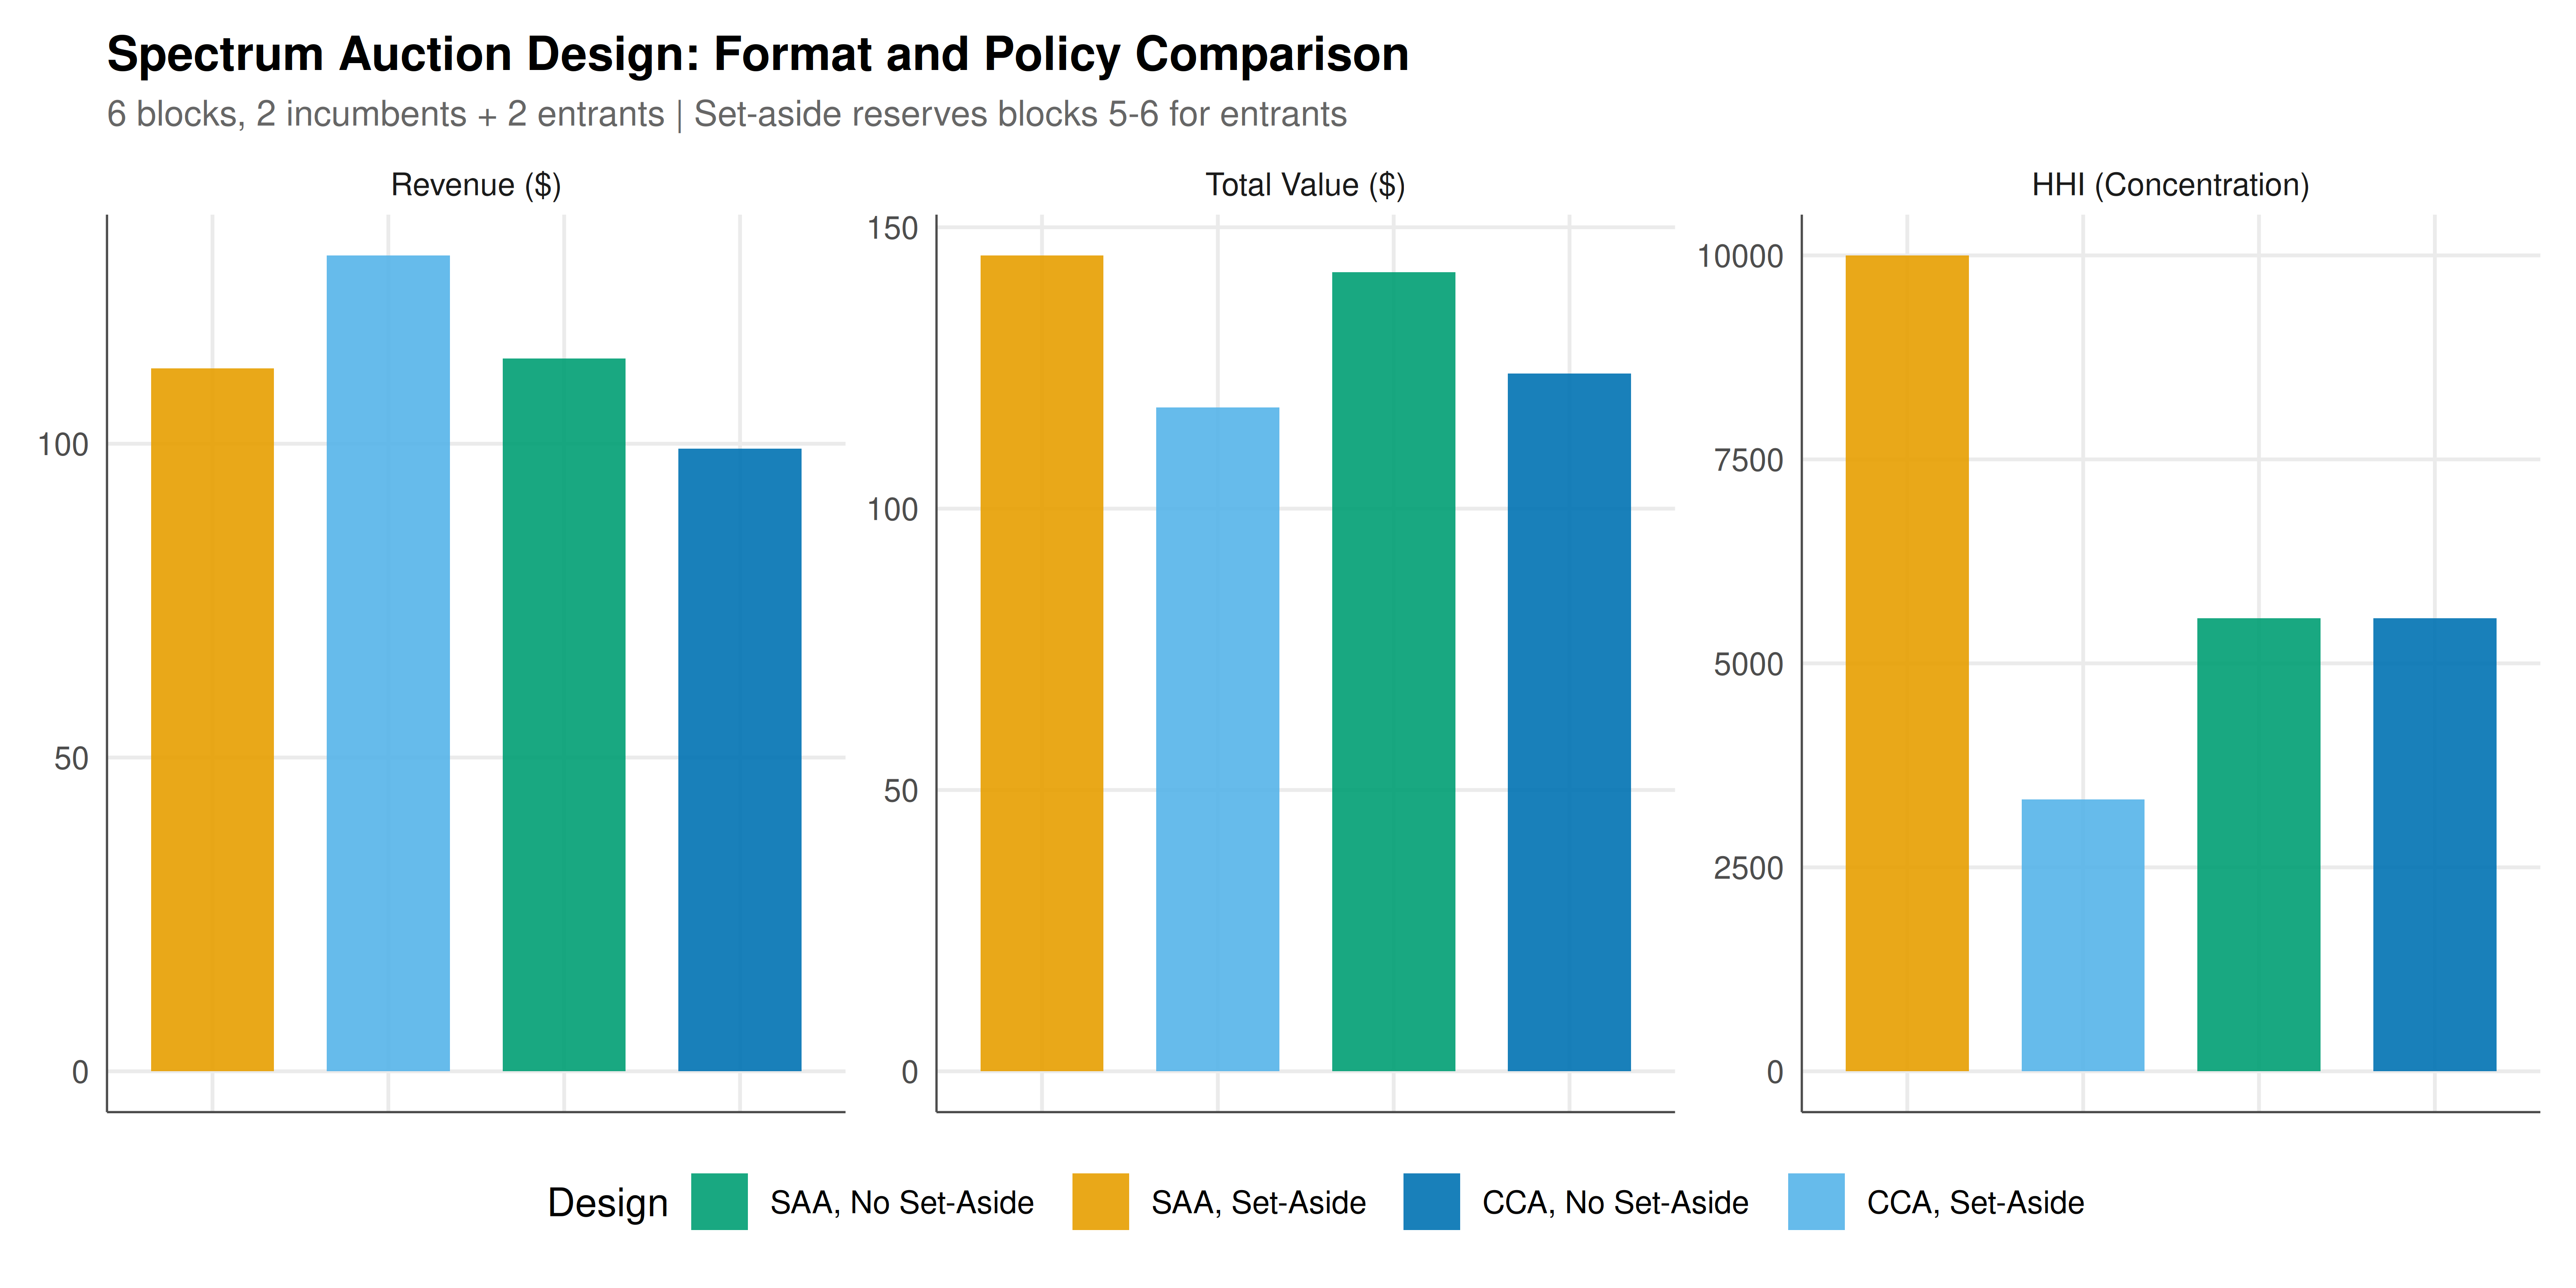 Spectrum Auction Design: Format and Policy Comparison
6 blocks, 2 incumbents + 2 entrants | Set-aside reserves blocks 5-6 for entrants
Revenue ($)
100
50
0
Total Value ($)
150
100
50
0
HHI (Concentration)
10000
7500
5000
2500
0
Design
SAA, No Set-Aside
SAA, Set-Aside
CCA, No Set-Aside
CCA, Set-Aside